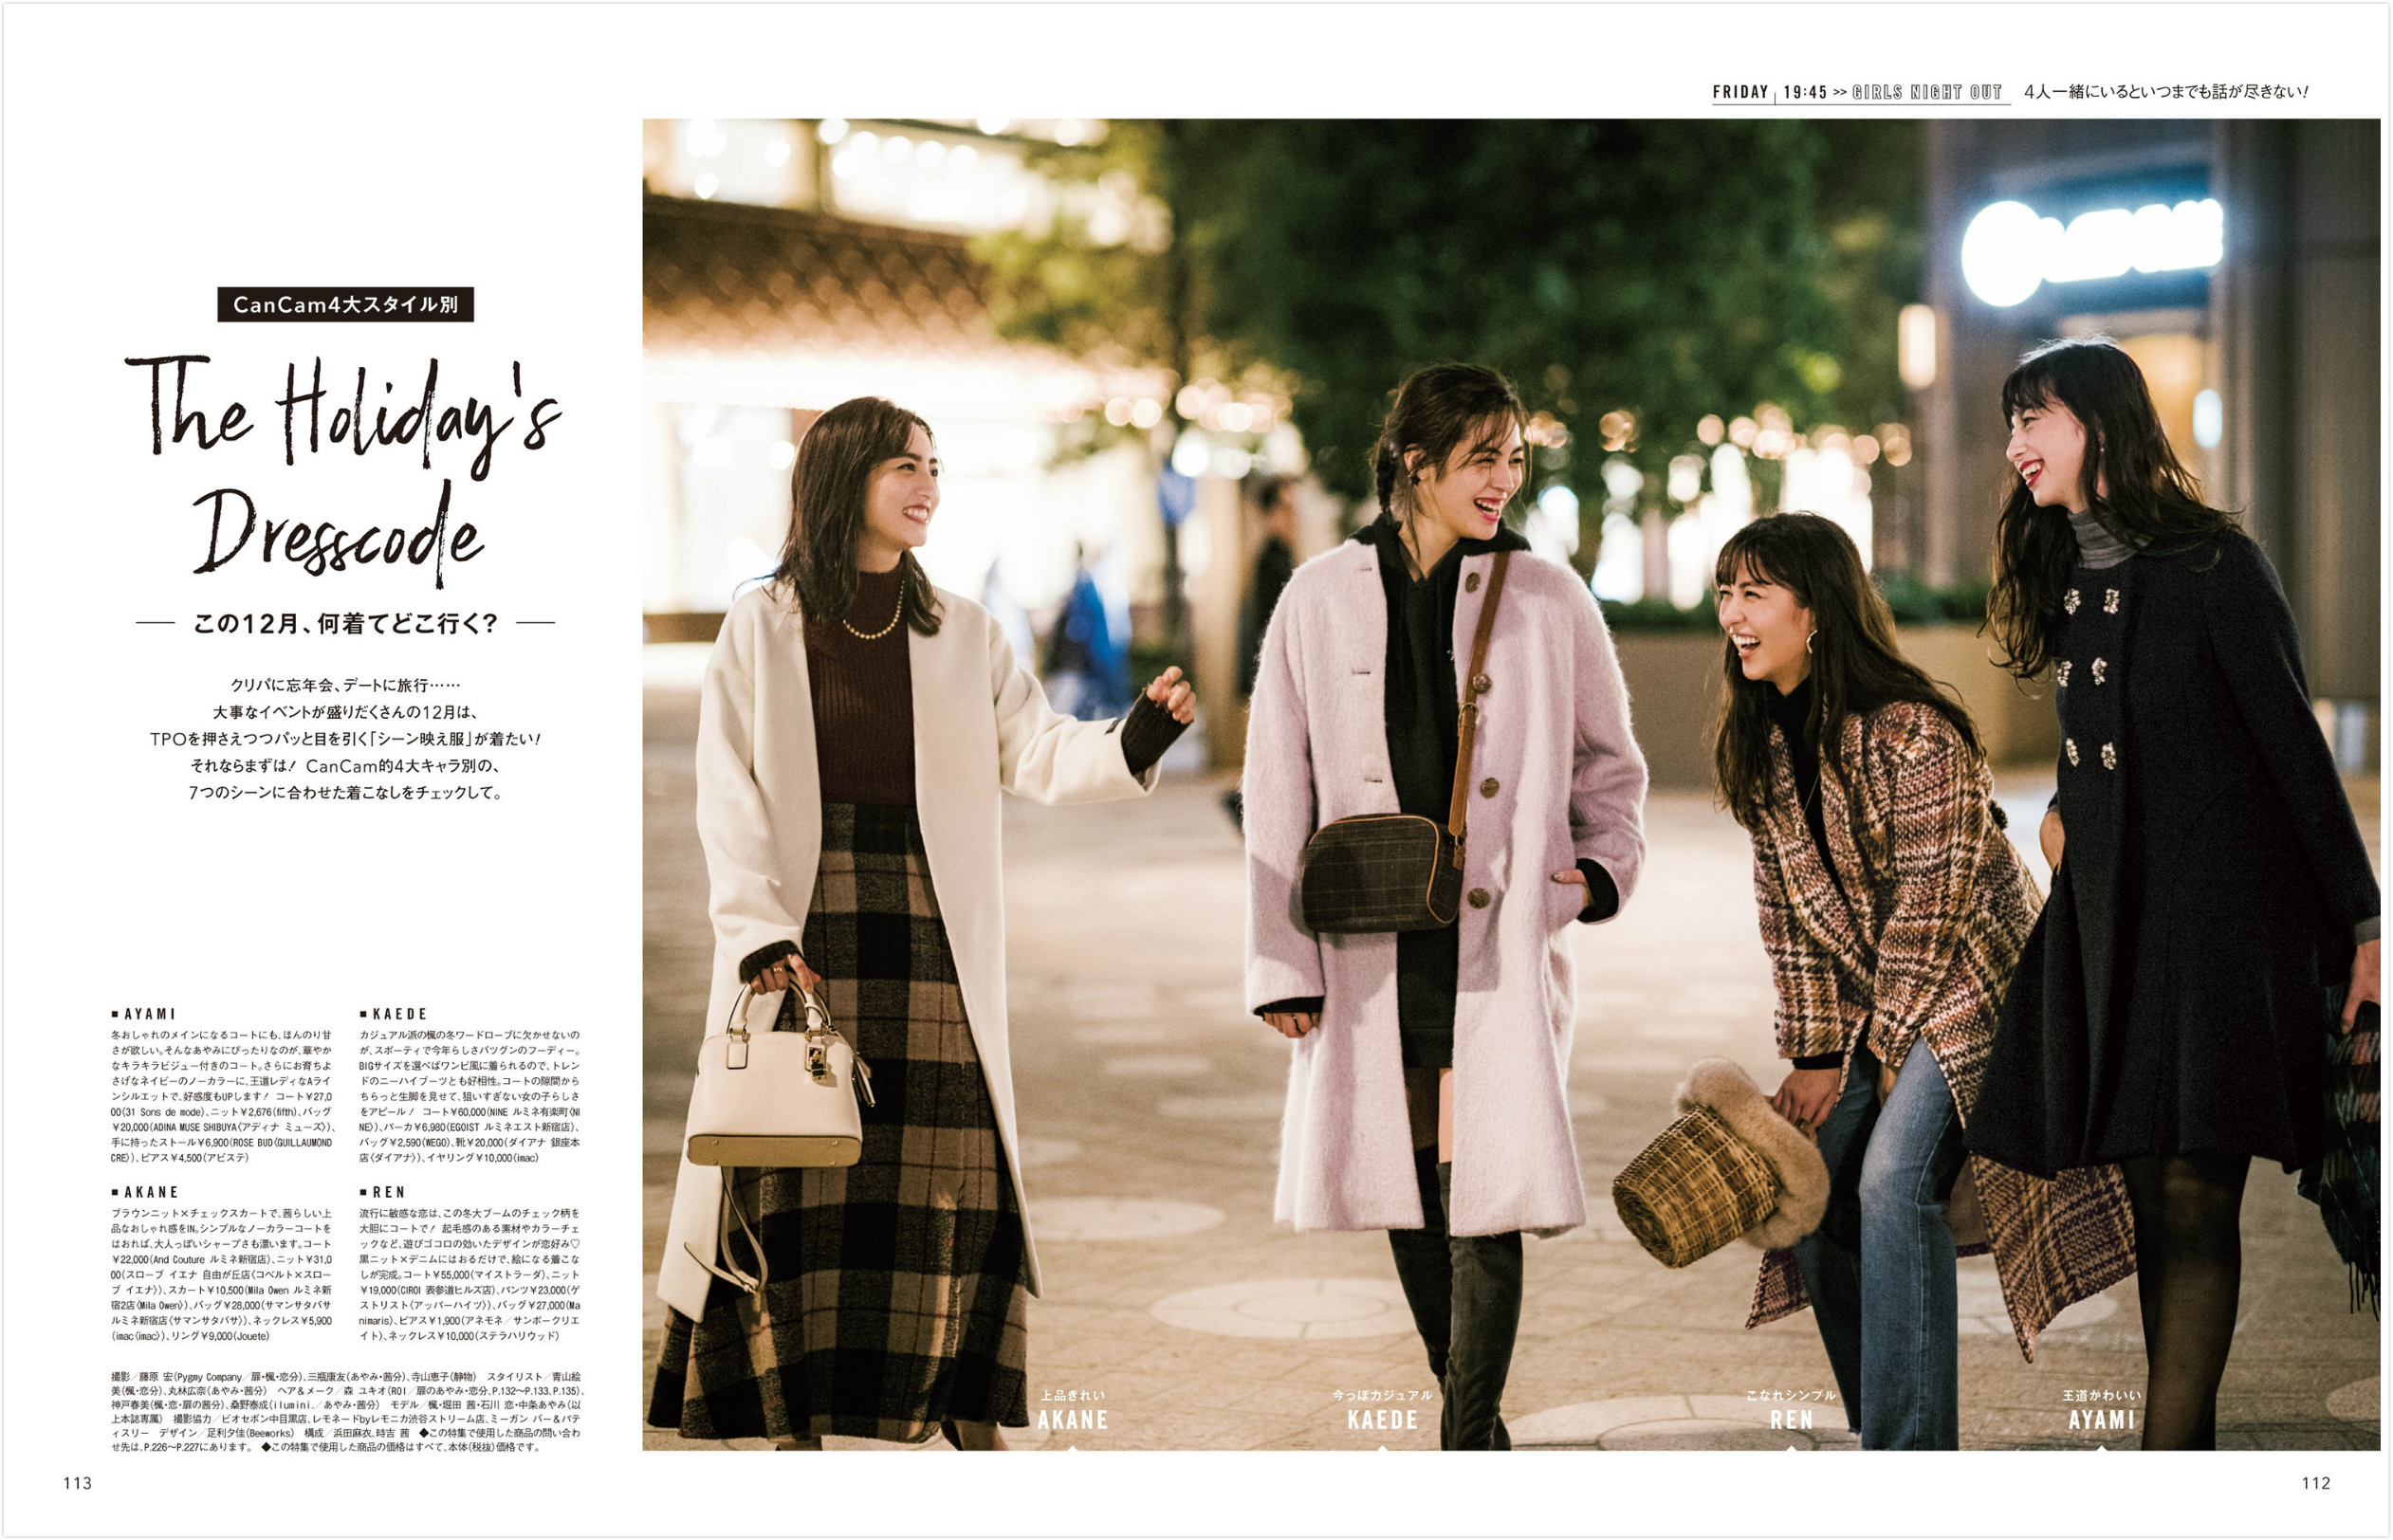 FRIDAY 19:45 >> GIRLS NIGHT OUT 4人一緒にいるといつまでも話が尽きない!
CanCam4大スタイル別
The Holiday's
Dresscode
この12月、何着てどこ行く?
クリパに忘年会、デートに旅行……
大事なイベントが盛りだくさんの12月は、
TPOを押さえつつパッと目を引く「シーン映え服」が着たい!
それならまずは! CanCam的4大キャラ別の、
7つのシーンに合わせた着こなしをチェックして。
■AYAMI
冬おしゃれのメインになるコートにも、ほんのり甘
さが欲しい。そんなあやみにぴったりなのが、華やか
なキラキラビジュー付きのコート。さらにお育ちよ
さげなネイビーのノーカラーに、王道レディなAライ
ンシルエットで、好感度もUPします! コート¥27,0
00(31 Sons de mode)、ニット¥2,676(fifth)、バッグ
¥20,000(ADINA MUSE SHIBUYA〈アディナ ミューズ〉)、
手に持ったストール¥6,900(ROSE BUD〈GUILLAUMOND
CRE〉)、ピアス¥4,500(アビステ)
■KAEDE
カジュアル派の楓の冬ワードローブに欠かせないの
が、スポーティで今年らしさバツグンのフーディー。
BIGサイズを選べばワンピ風に着られるので、トレン
ドのニーハイブーツとも好相性。コートの隙間から
ちらっと生脚を見せて、狙いすぎない女の子らしさ
をアピール! コート¥60,000(NINE ルミネ有楽町〈NI
NE〉)、パーカ¥6,980(EGOIST ルミネエスト新宿店)、
バッグ¥2,590(WEGO)、靴¥20,000(ダイアナ 銀座本
店〈ダイアナ〉)、イヤリング¥10,000(imac)
■AKANE
ブラウンニット×チェックスカートで、茜らしい上
品なおしゃれ感をIN。シンプルなノーカラーコートを
はおれば、大人っぽいシャープさも漂います。コート
¥22,000(And Couture ルミネ新宿店)、ニット¥31,0
00(スローブ イエナ 自由が丘店〈コベルト×スロー
ブ イエナ〉)、スカート¥10,500(Mila Owen ルミネ新
宿2店〈Mila Owen〉)、バッグ¥28,000(サマンサタバサ
ルミネ新宿店〈サマンサタバサ〉)、ネックレス¥5,900
(imac〈imac〉)、リング¥9,000(Jouete)
■REN
流行に敏感な恋は、この冬大ブームのチェック柄を
大胆にコートで! 起毛感のある素材やカラーチェ
ックなど、遊びゴコロの効いたデザインが恋好み♡
黒ニット×デニムにはおるだけで、絵になる着こな
しが完成。コート¥55,000(マイストラーダ)、ニット
¥19,000(CIROI 表参道ヒルズ店)、パンツ¥23,000(ゲ
ストリスト〈アッパーハイツ〉)、バッグ¥27,000(Ma
nimaris)、ピアス¥1,900(アネモネ/サンポークリエ
イト)、ネックレス¥10,000(ステラハリウッド)
撮影/藤原 宏(Pygmy Company/扉・楓・恋分)、三瓶康友(あやみ・茜分)、寺山恵子(静物) スタイリスト/青山絵
美(楓・恋分)、丸林広奈(あやみ・茜分) ヘア&メーク/森 ユキオ(ROI/扉のあやみ・恋分、P.132〜P.133、P.135)、
神戸春美(楓・恋・扉の茜分)、桑野泰成(ilumini./あやみ・茜分) モデル/楓・堀田 茜・石川 恋・中条あやみ(以
上本誌専属) 撮影協力/ビオセボン中目黒店、レモネードbyレモニカ渋谷ストリーム店、ミーガン バー&パテ
ィスリー デザイン/足利夕佳(Beeworks) 構成/浜田麻衣、時吉 茜 ◆この特集で使用した商品の問い合わ
せ先は、P.226〜P.227にあります。 ◆この特集で使用した商品の価格はすべて、本体(税抜)価格です。
上品きれい
AKANE
今っぽカジュアル
KAEDE
こなれシンプル
REN
王道かわいい
AYAMI
113
112